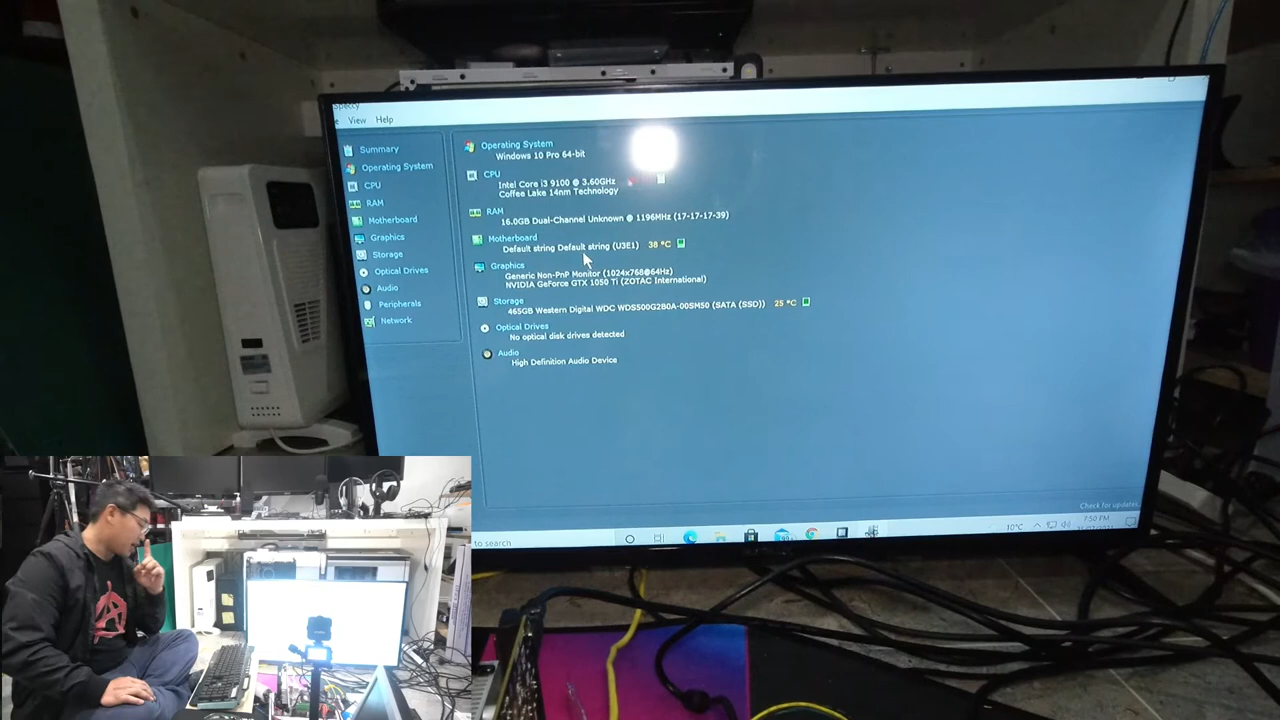 Speccy
View Help
Summary
Operating System
CPU
RAM
Motherboard
Graphics
Storage
Optical Drives
Audio
Peripherals
Network
Operating System
Windows 10 Pro 64-bit
CPU
Intel Core i3 9100 @ 3.60GHz
Coffee Lake 14nm Technology
RAM
16.0GB Dual-Channel Unknown @ 1196MHz (17-17-17-39)
Motherboard
Default string Default string (U3E1) 38 °C
Graphics
Generic Non-PnP Monitor (1024x768@64Hz)
NVIDIA GeForce GTX 1050 Ti (ZOTAC International)
Storage
465GB Western Digital WDC WDS500G2B0A-00SM50 (SATA (SSD)) 25 °C
Optical Drives
No optical disk drives detected
Audio
High Definition Audio Device
Check for updates
to search
10°C
7:50 PM